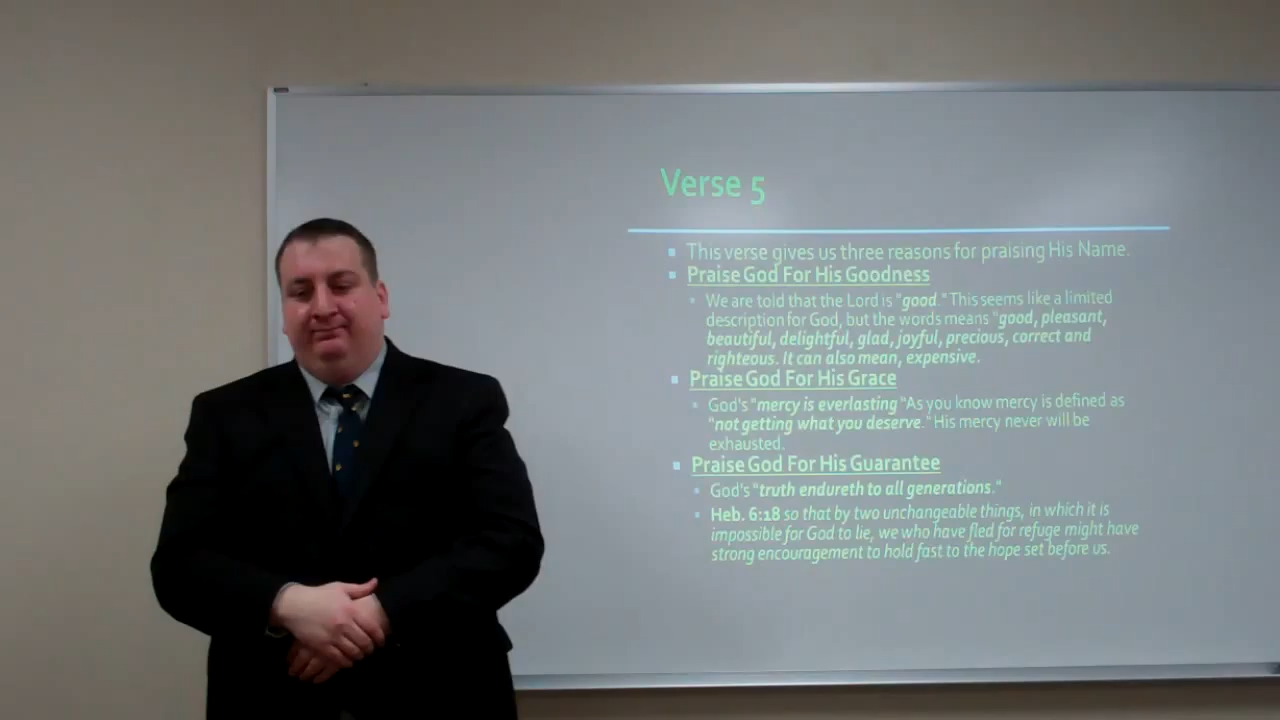 Verse 5
This verse gives us three reasons for praising His Name.
Praise God For His Goodness
We are told that the Lord is "good." This seems like a limited
description for God, but the words means "good, pleasant,
beautiful, delightful, glad, joyful, precious, correct and
righteous. It can also mean, expensive.
Praise God For His Grace
God's "mercy is everlasting "As you know mercy is defined as
"not getting what you deserve." His mercy never will be
exhausted.
Praise God For His Guarantee
God's "truth endureth to all generations."
Heb. 6:18 so that by two unchangeable things, in which it is
impossible for God to lie, we who have fled for refuge might have
strong encouragement to hold fast to the hope set before us.